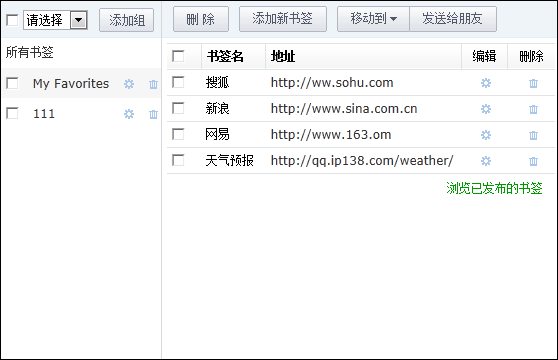 请选择 添加组
所有书签
My Favorites
111
删 除 添加新书签 移动到 发送给朋友
书签名 地址 编辑 删除
搜狐 http://ww.sohu.com
新浪 http://www.sina.com.cn
网易 http://www.163.om
天气预报 http://qq.ip138.com/weather/
浏览已发布的书签